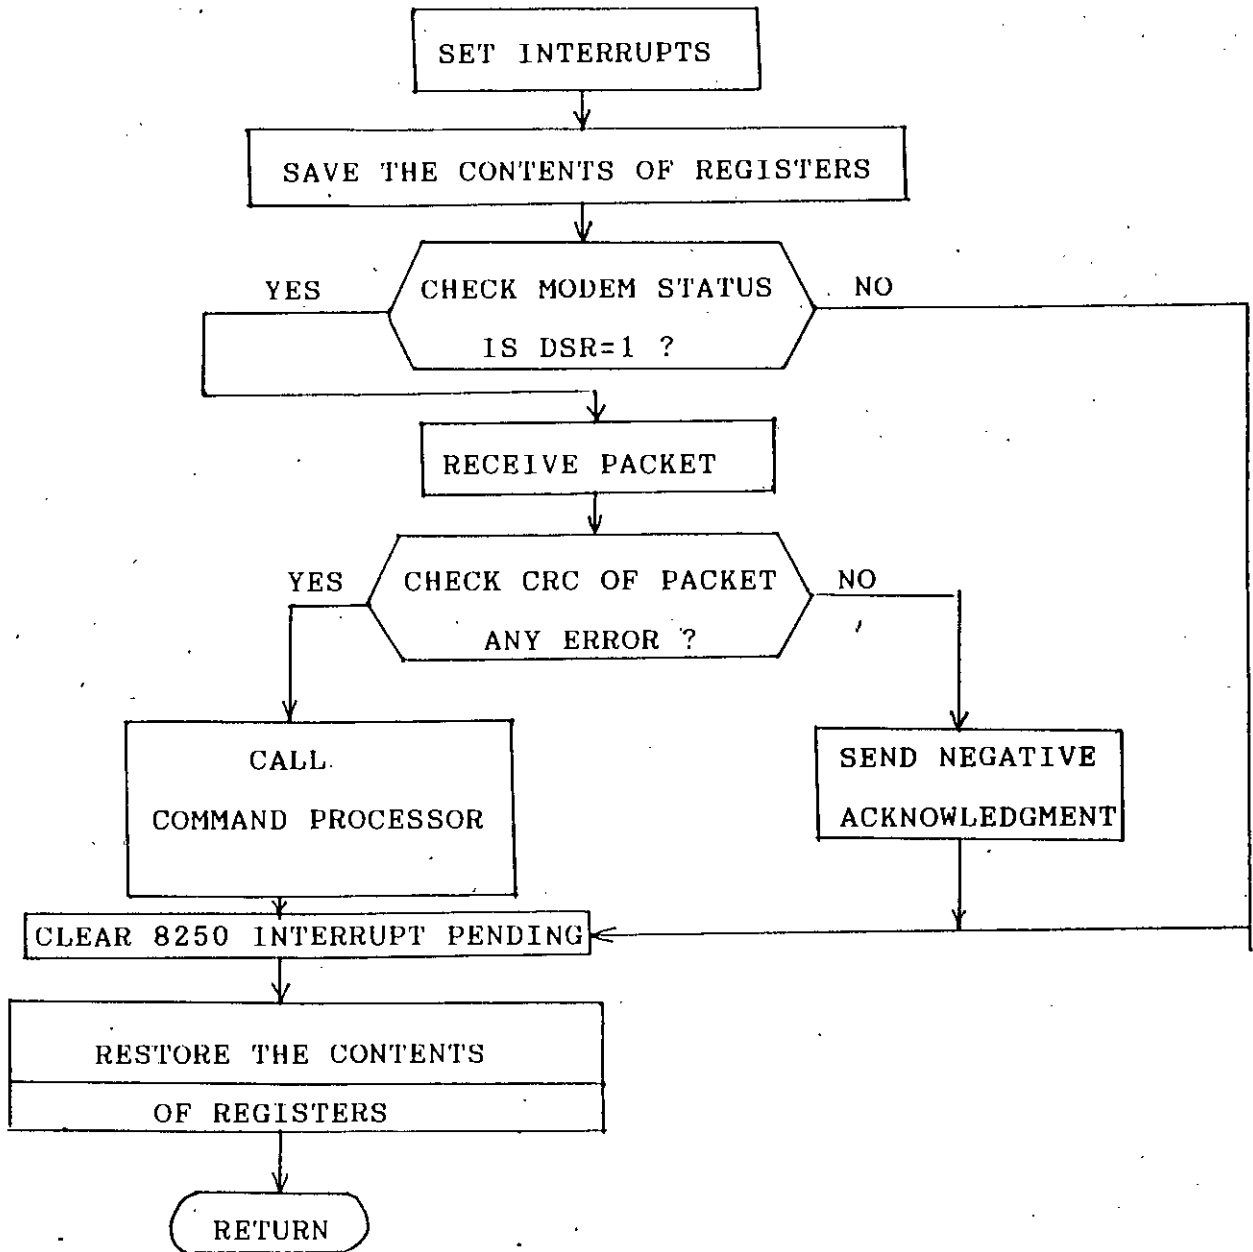 SET INTERRUPTS
SAVE THE CONTENTS OF REGISTERS
YES
CHECK MODEM STATUS
NO
IS DSR=1 ?
RECEIVE PACKET
YES
CHECK CRC OF PACKET
NO
ANY ERROR ?
CALL
COMMAND PROCESSOR
SEND NEGATIVE
ACKNOWLEDGMENT
CLEAR 8250 INTERRUPT PENDING
RESTORE THE CONTENTS
OF REGISTERS
RETURN